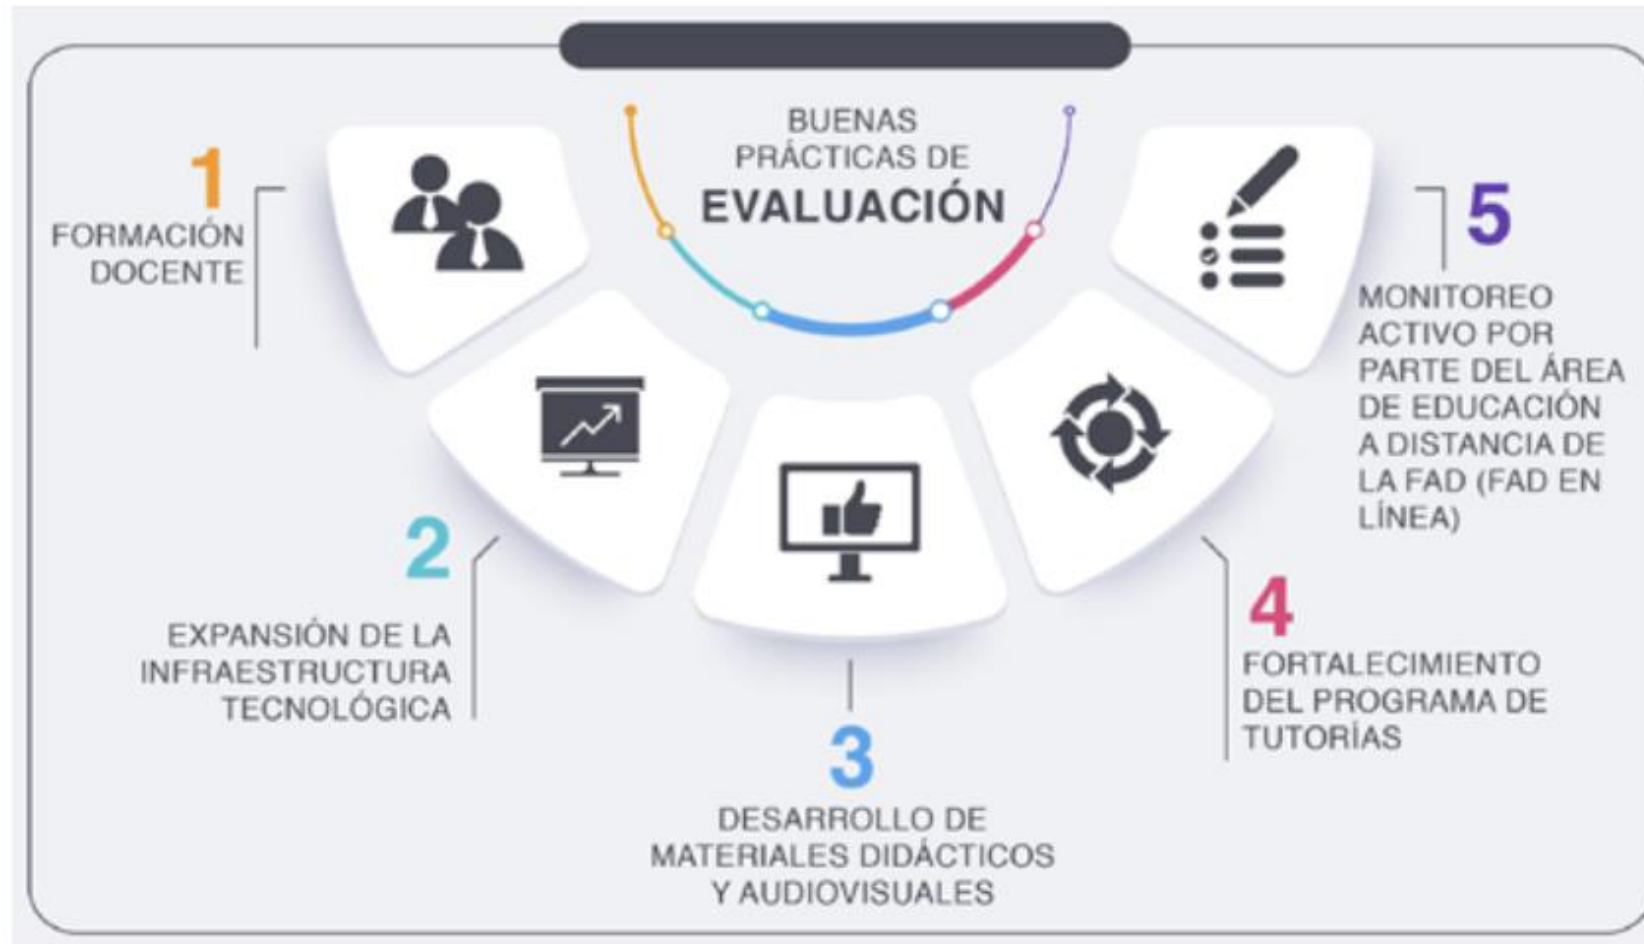 BUENAS
PRÁCTICAS DE
EVALUACIÓN
1
FORMACIÓN
DOCENTE
2
EXPANSIÓN DE LA
INFRAESTRUCTURA
TECNOLÓGICA
3
DESARROLLO DE
MATERIALES DIDÁCTICOS
Y AUDIOVISUALES
4
FORTALECIMIENTO
DEL PROGRAMA DE
TUTORÍAS
5
MONITOREO
ACTIVO POR
PARTE DEL ÁREA
DE EDUCACIÓN
A DISTANCIA DE
LA FAD (FAD EN
LÍNEA)